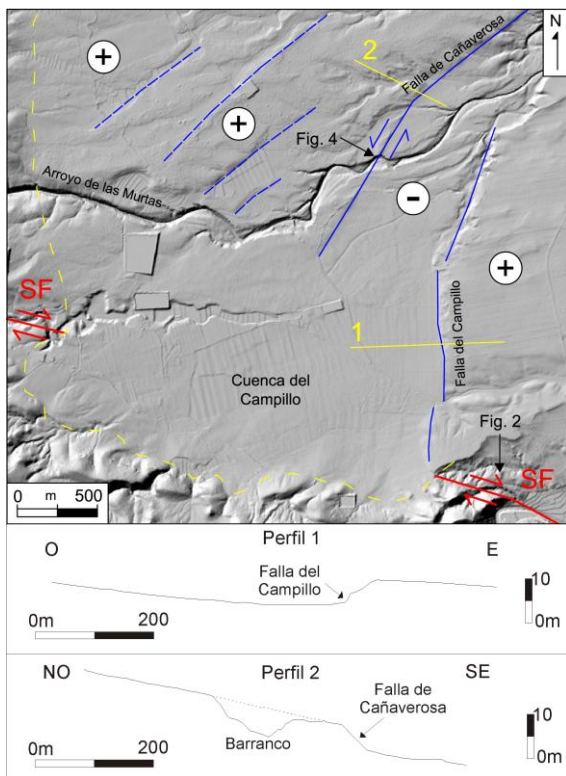 N
2
Falla de Cañaverosa
Fig. 4
Arroyo de las Murtas
SF
1
Falla del Campillo
Cuenca del
Campillo
Fig. 2
SF
0 m 500
O Perfil 1 E
Falla del
Campillo
10
0m
0m 200
NO Perfil 2 SE
Falla de
Cañaverosa
Barranco
10
0m
0m 200